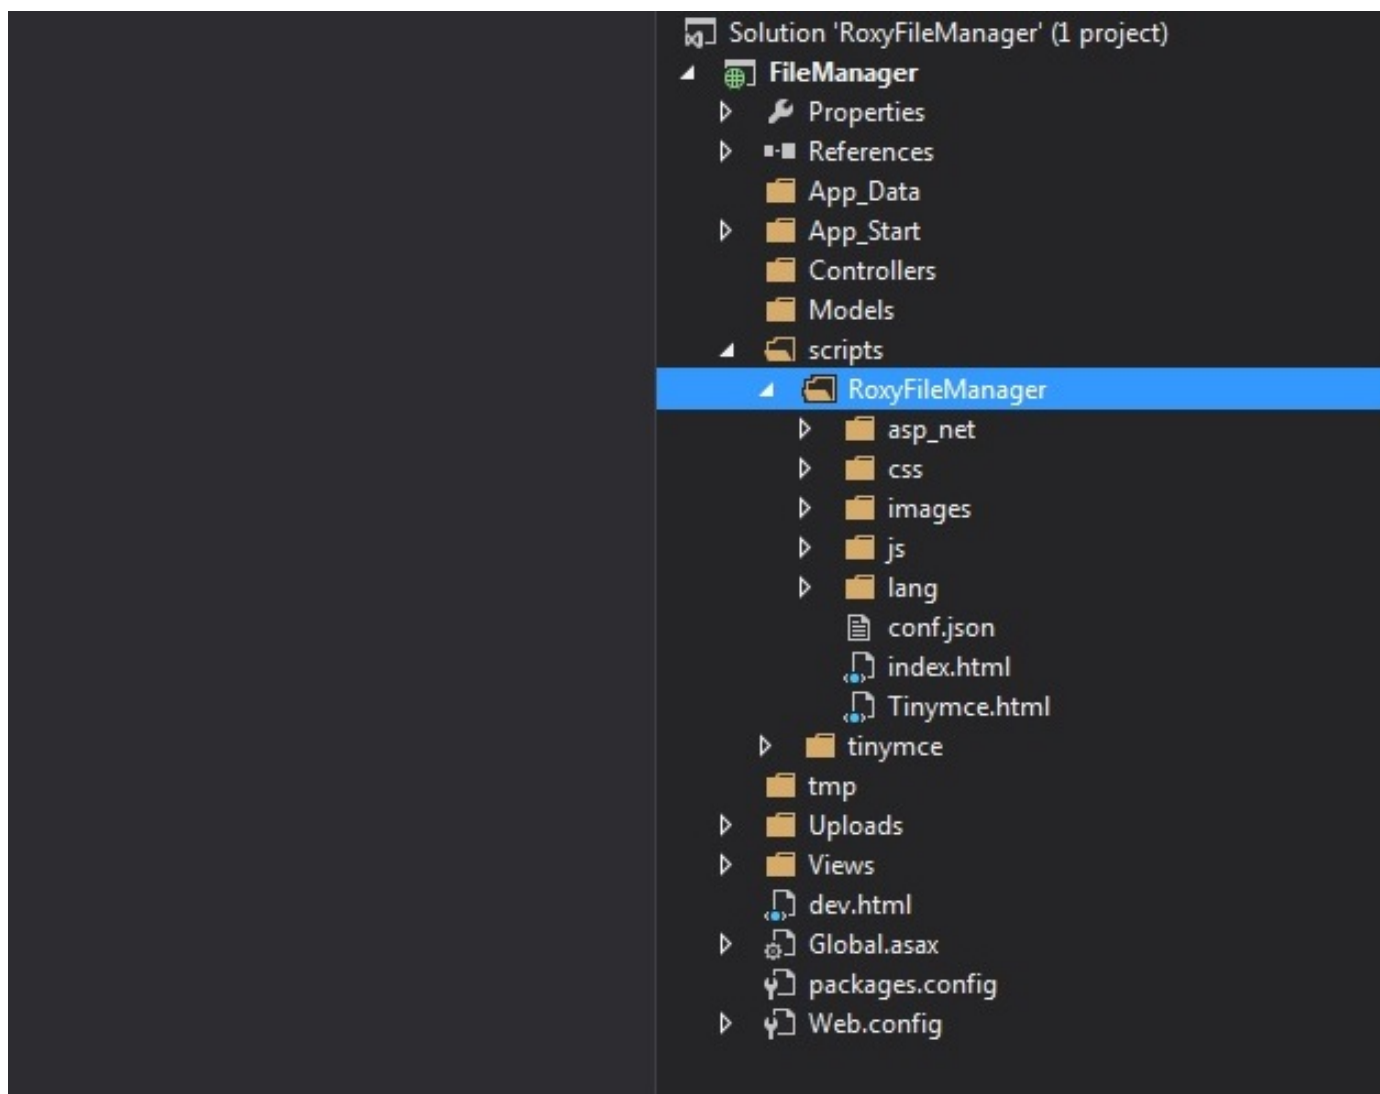 Solution 'RoxyFileManager' (1 project)
FileManager
Properties
References
App_Data
App_Start
Controllers
Models
scripts
RoxyFileManager
asp_net
css
images
js
lang
conf.json
index.html
Tinymce.html
tinymce
tmp
Uploads
Views
dev.html
Global.asax
packages.config
Web.config